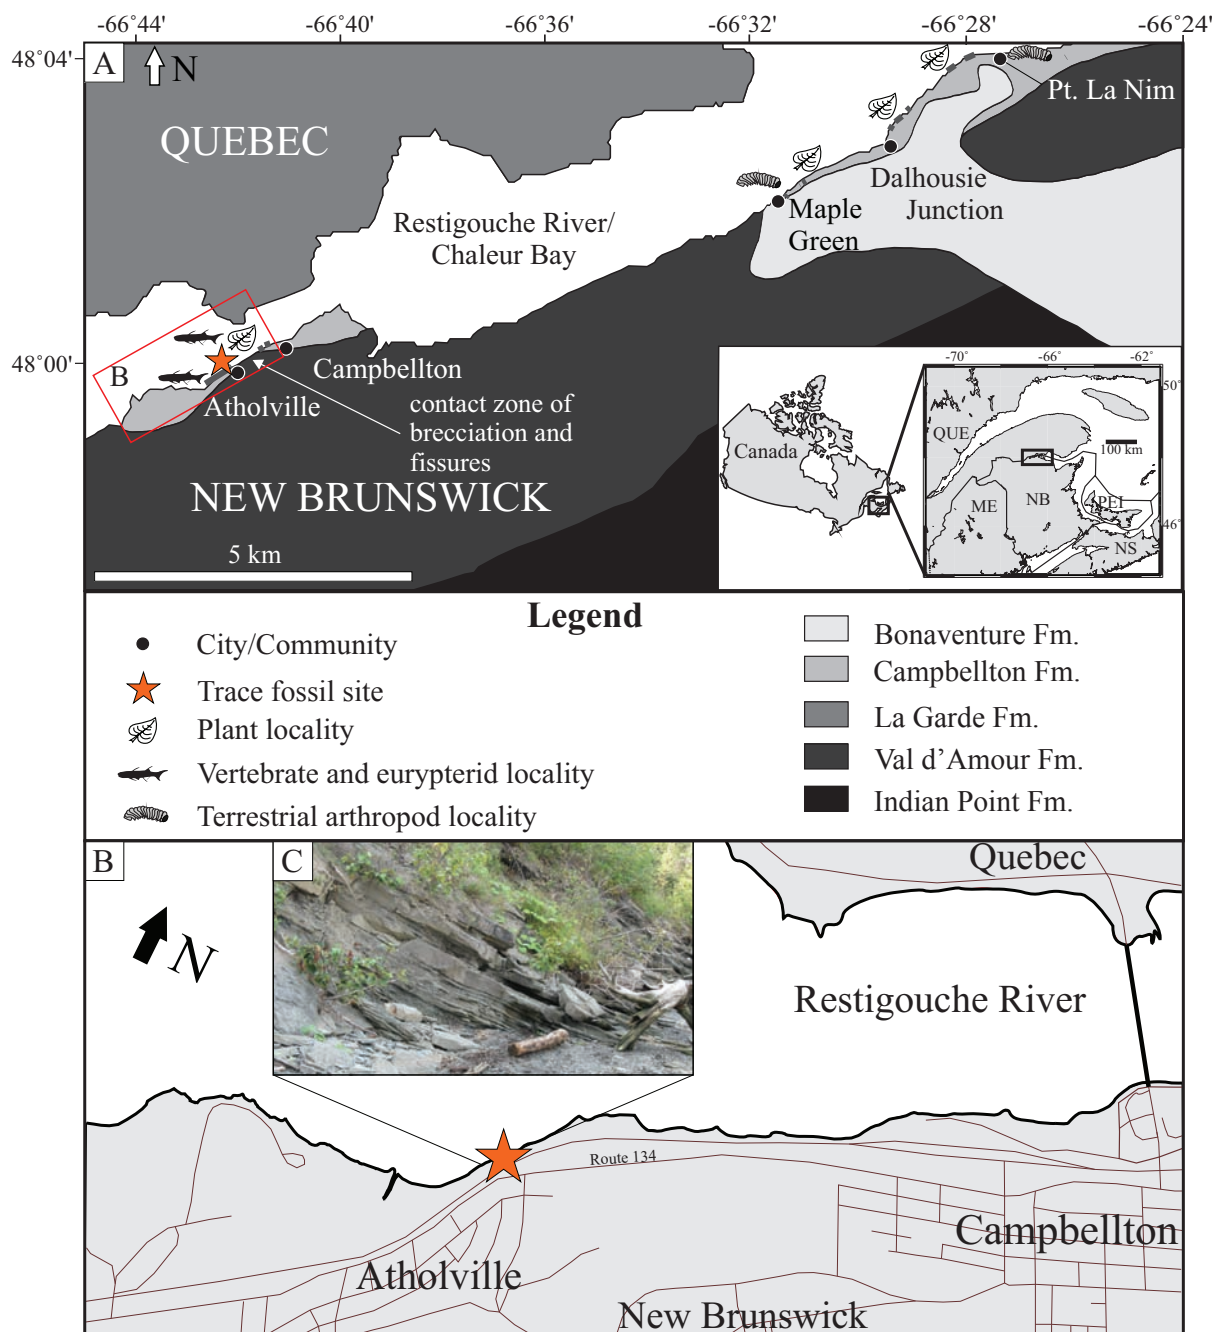 -66°44'
-66°40'
-66°36'
-66°32'
-66°28'
-66°24'
48°04'
A
N
QUEBEC
Pt. La Nim
Dalhousie
Junction
Maple
Green
Restigouche River/
Chaleur Bay
48°00'
B
Campbellton
Atholville
contact zone of
brecciation and
fissures
NEW BRUNSWICK
5 km
Canada
-70°
-66°
-62°
50°
QUE
100 km
ME
NB
PEI
46°
NS
Legend
City/Community
Trace fossil site
Plant locality
Vertebrate and eurypterid locality
Terrestrial arthropod locality
Bonaventure Fm.
Campbellton Fm.
La Garde Fm.
Val d’Amour Fm.
Indian Point Fm.
B
C
N
Quebec
Restigouche River
Route 134
Campbellton
Atholville
New Brunswick